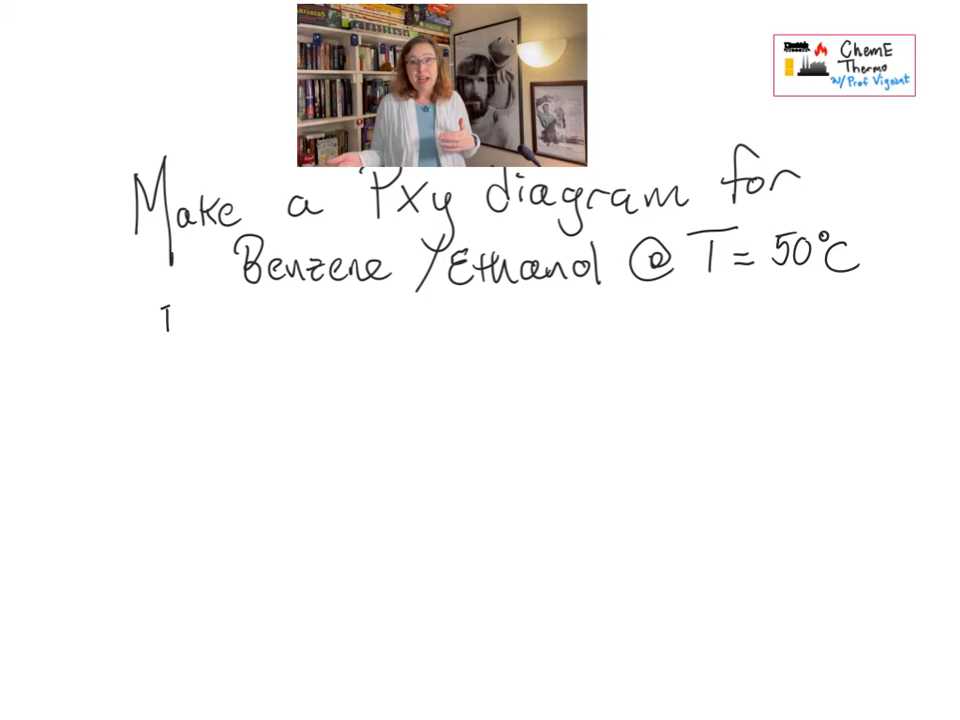 ChemE
Thermo
w/ Prof Vigeant
Make a Pxy diagram for
Benzene / Ethanol @ T = 50°C